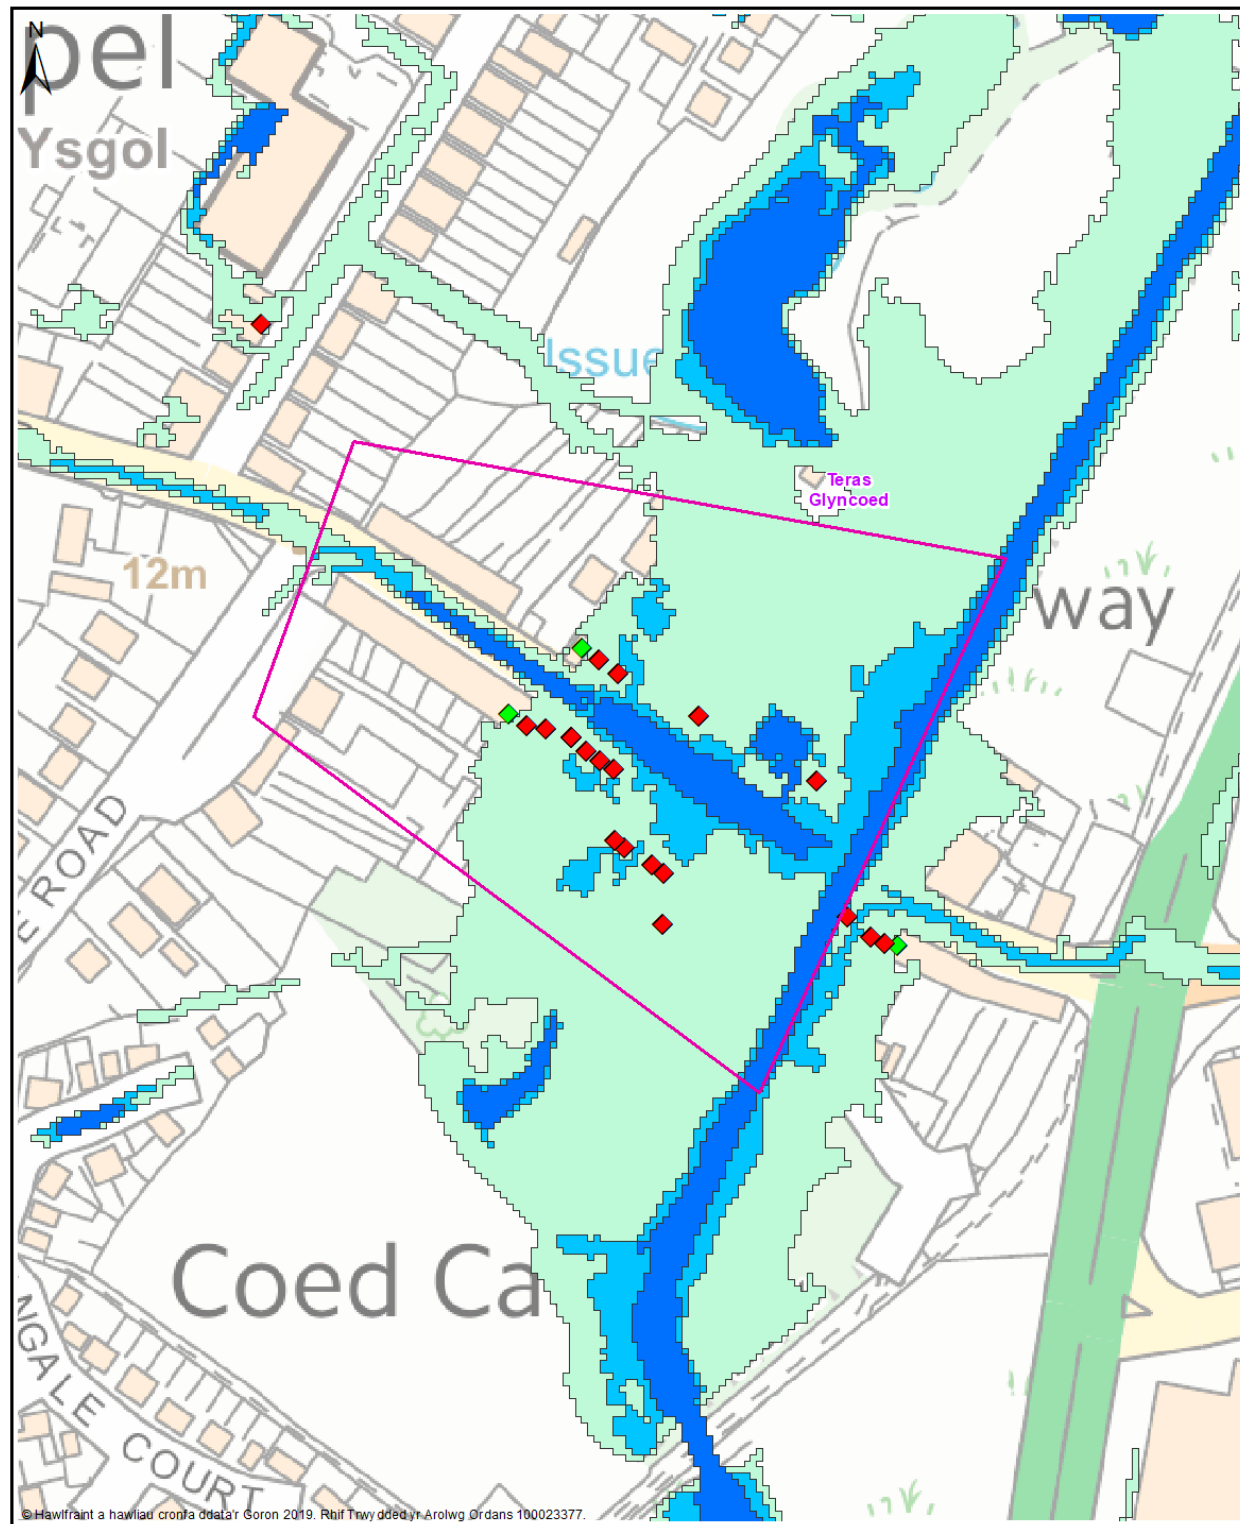 N
pel
Ysgol
Issue
Teras
Glyncoed
12m
way
E ROAD
Coed Ca
NGALE COURT
© Hawlfraint a hawliau cronfa ddata'r Goron 2019. Rhif Trwydded yr Arolwg Ordans 100023377.